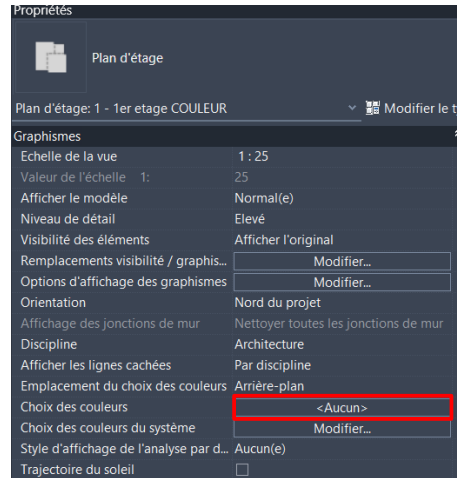 Propriétés
Plan d'étage
Plan d'étage: 1 - 1er etage COULEUR Modifier le t
Graphismes
Echelle de la vue 1 : 25
Valeur de l'échelle 1: 25
Afficher le modèle Normal(e)
Niveau de détail Elevé
Visibilité des éléments Afficher l'original
Remplacements visibilité / graphis... Modifier...
Options d'affichage des graphismes Modifier...
Orientation Nord du projet
Affichage des jonctions de mur Nettoyer toutes les jonctions de mur
Discipline Architecture
Afficher les lignes cachées Par discipline
Emplacement du choix des couleurs Arrière-plan
Choix des couleurs <Aucun>
Choix des couleurs du système Modifier...
Style d'affichage de l'analyse par d... Aucun(e)
Trajectoire du soleil